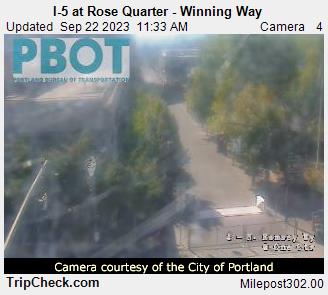 I-5 at Rose Quarter - Winning Way
Updated Sep 22 2023 11:33 AM Camera 4
PBOT
PORTLAND BUREAU OF TRANSPORTATION
Camera courtesy of the City of Portland
TripCheck.com Milepost302.00